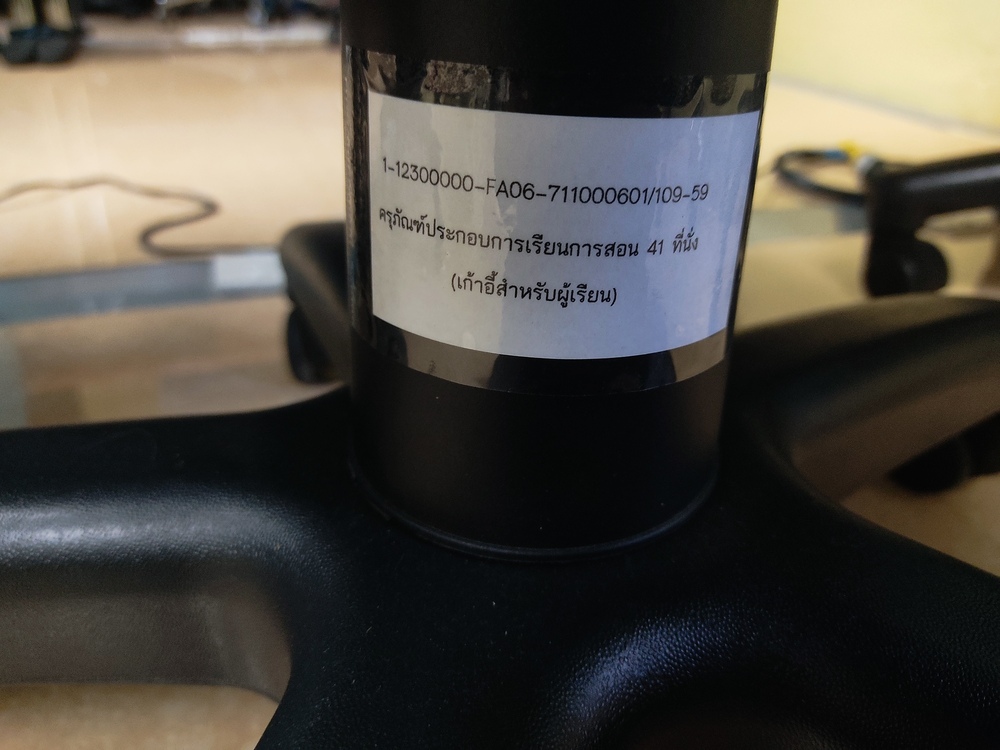 1-12300000-FA06-711000601/109-59
ครุภัณฑ์ประกอบการเรียนการสอน 41 ที่นั่ง
(เก้าอี้สำหรับผู้เรียน)